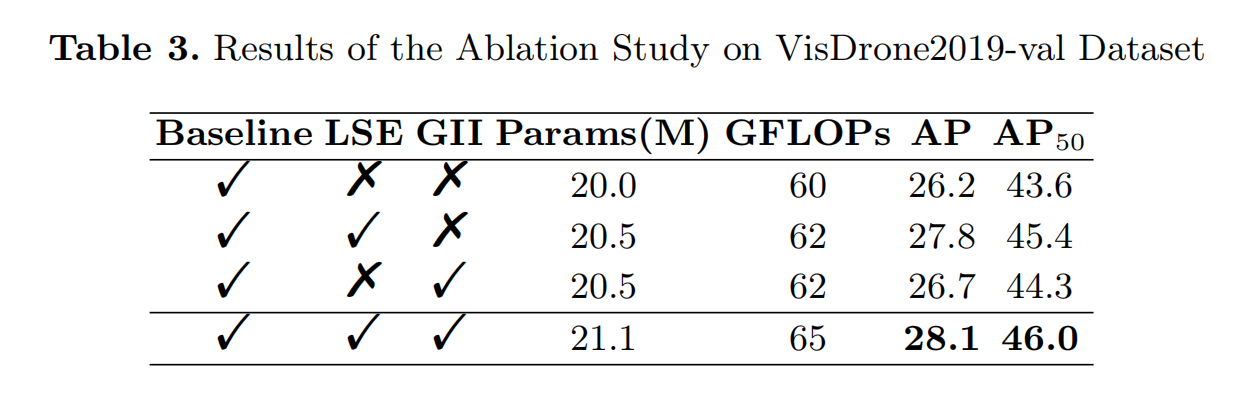 Table 3. Results of the Ablation Study on VisDrone2019-val Dataset
Baseline LSE GII Params(M) GFLOPs AP AP50
✓ ✗ ✗ 20.0 60 26.2 43.6
✓ ✓ ✗ 20.5 62 27.8 45.4
✓ ✗ ✓ 20.5 62 26.7 44.3
✓ ✓ ✓ 21.1 65 28.1 46.0